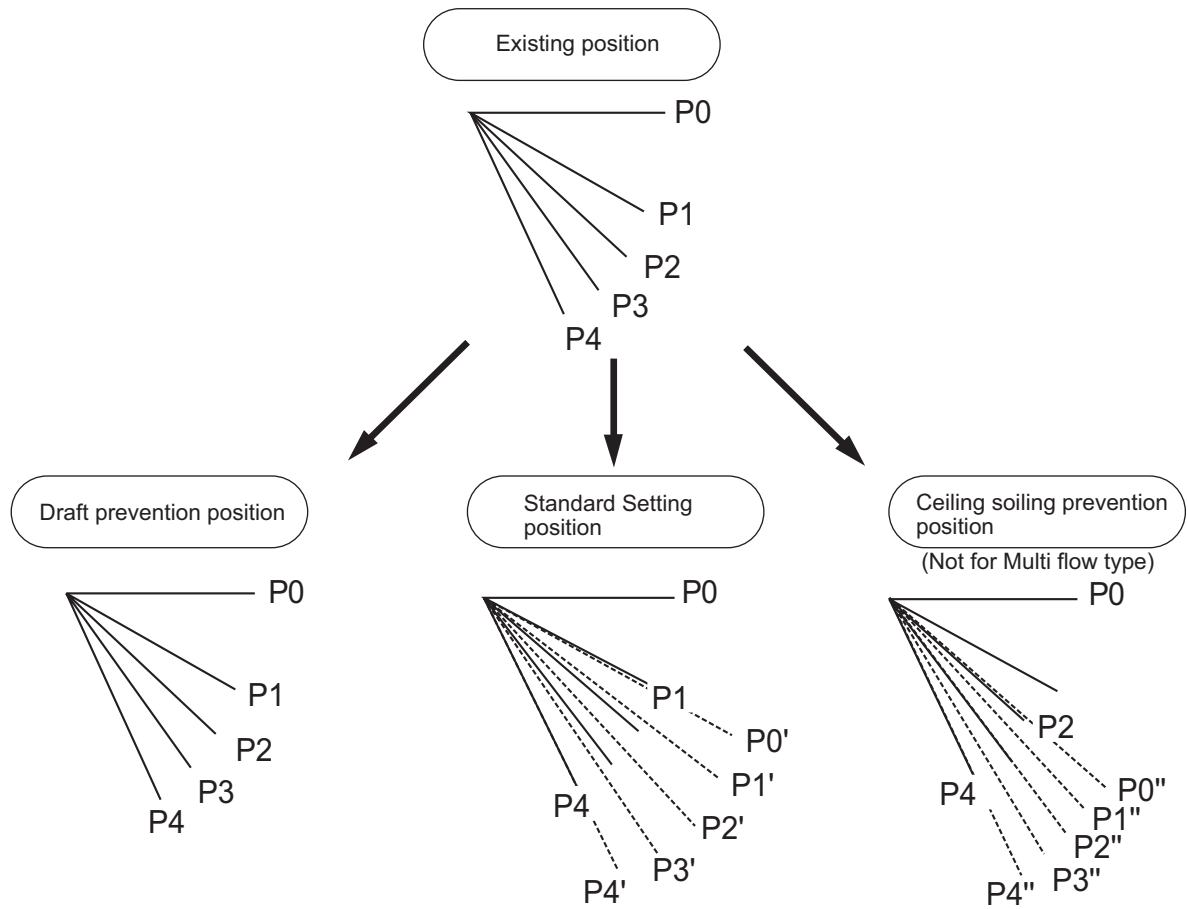 Existing position
P0
P1
P2
P3
P4
Draft prevention position
P0
P1
P2
P3
P4
Standard Setting
position
P0
P1
P0'
P1'
P4
P2'
P3'
P4'
Ceiling soiling prevention
position
(Not for Multi flow type)
P0
P2
P4
P0"
P1"
P2"
P3"
P4"